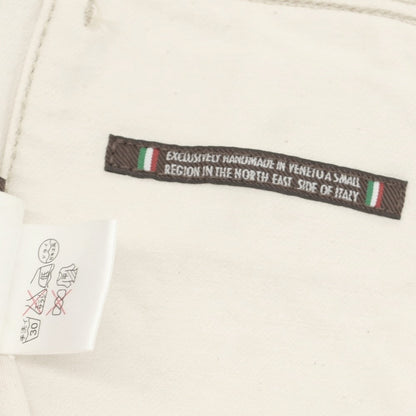 EXCLUSIVELY HANDMADE IN VENETO A SMALL
REGION IN THE NORTH EAST SIDE OF ITALY
30